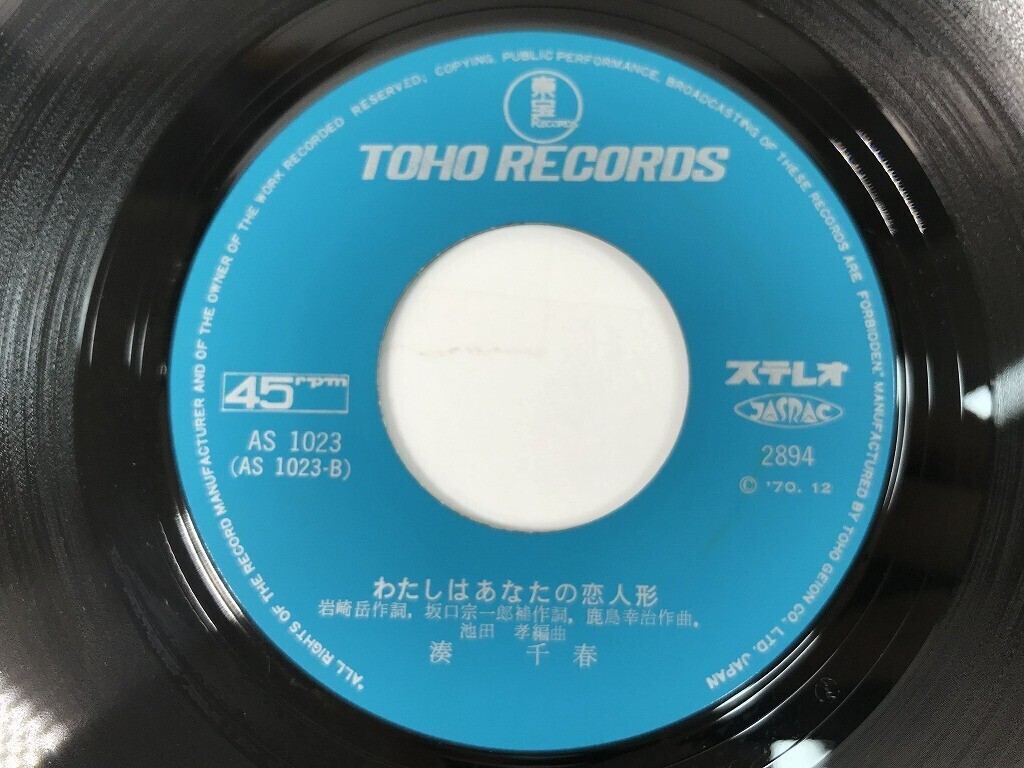 東宝
RECORDS
TOHO RECORDS
45rpm
AS 1023
(AS 1023-B)
ステレオ
JASRAC
2894
© '70. 12
わたしはあなたの恋人形
岩崎岳作詞, 坂口宗一郎補作詞, 鹿島幸治作曲,
池田 孝編曲
湊 千春
"ALL RIGHTS OF THE RECORD MANUFACTURER AND OF THE OWNER OF THE WORK RECORDED RESERVED; COPYING, PUBLIC PERFORMANCE, BROADCASTING OF THESE RECORDS ARE FORBIDDEN" MANUFACTURED BY TOHO GEION CO., LTD. JAPAN